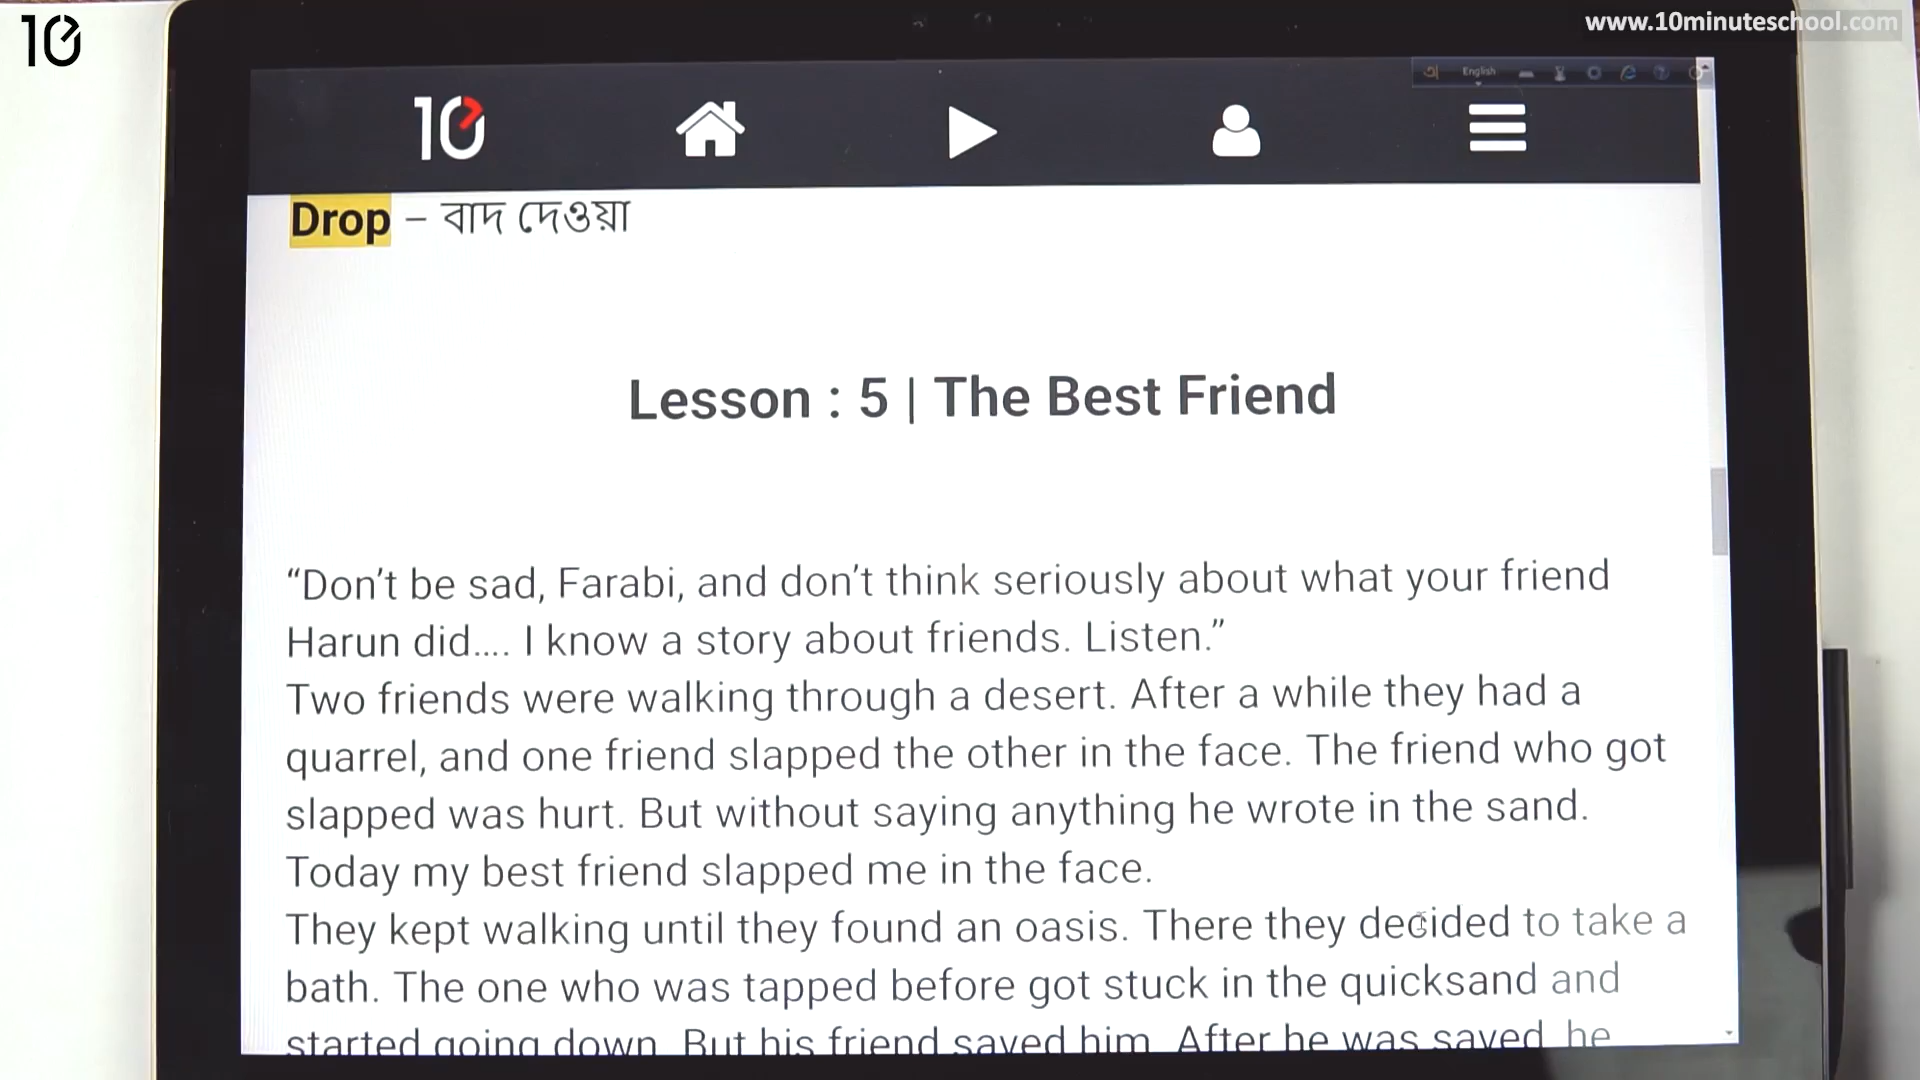 10
www.10minuteschool.com
English
10
Drop – বাদ দেওয়া
Lesson : 5 | The Best Friend
“Don’t be sad, Farabi, and don’t think seriously about what your friend
Harun did.... I know a story about friends. Listen.”
Two friends were walking through a desert. After a while they had a
quarrel, and one friend slapped the other in the face. The friend who got
slapped was hurt. But without saying anything he wrote in the sand.
Today my best friend slapped me in the face.
They kept walking until they found an oasis. There they decided to take a
bath. The one who was tapped before got stuck in the quicksand and
started going down. But his friend saved him. After he was saved, he